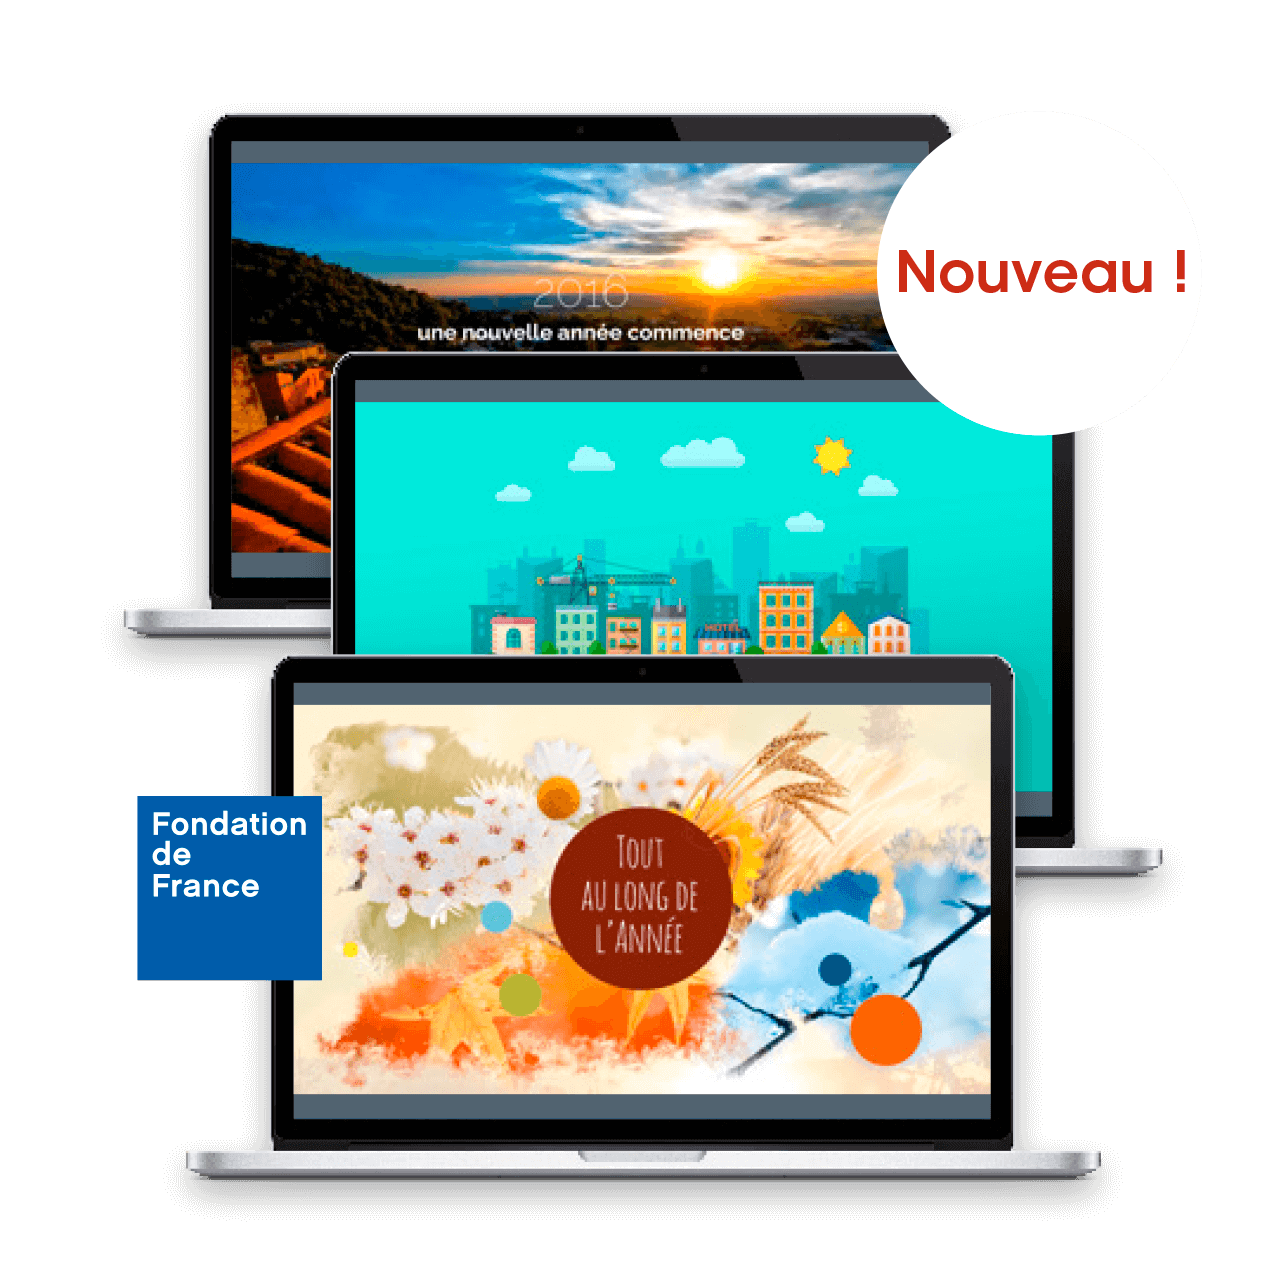 Nouveau !
2016
une nouvelle année commence
HOTEL
Fondation
de
France
TOUT
AU LONG DE
L'ANNÉE